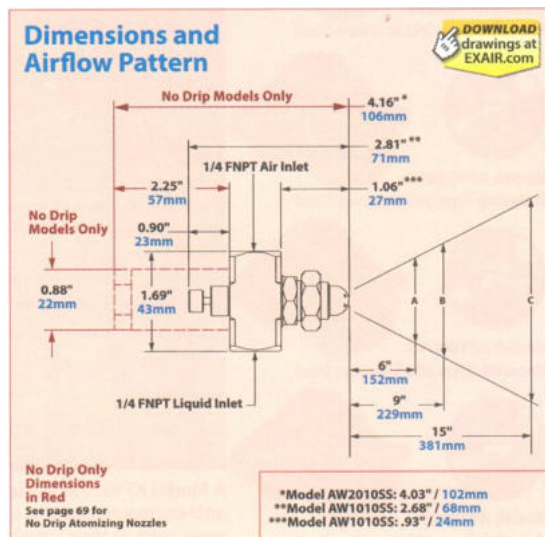 Dimensions and
Airflow Pattern
DOWNLOAD
drawings at
EXAIR.com
No Drip Models Only
4.16" *
106mm
2.81" **
71mm
1/4 FNPT Air Inlet
2.25"
57mm
1.06" ***
27mm
No Drip
Models Only
0.90"
23mm
0.88"
22mm
1.69"
43mm
A
B
C
6"
152mm
9"
229mm
1/4 FNPT Liquid Inlet
15"
381mm
No Drip Only
Dimensions
in Red
See page 69 for
No Drip Atomizing Nozzles
*Model AW2010SS: 4.03" / 102mm
**Model AW1010SS: 2.68" / 68mm
***Model AW1010SS: .93" / 24mm